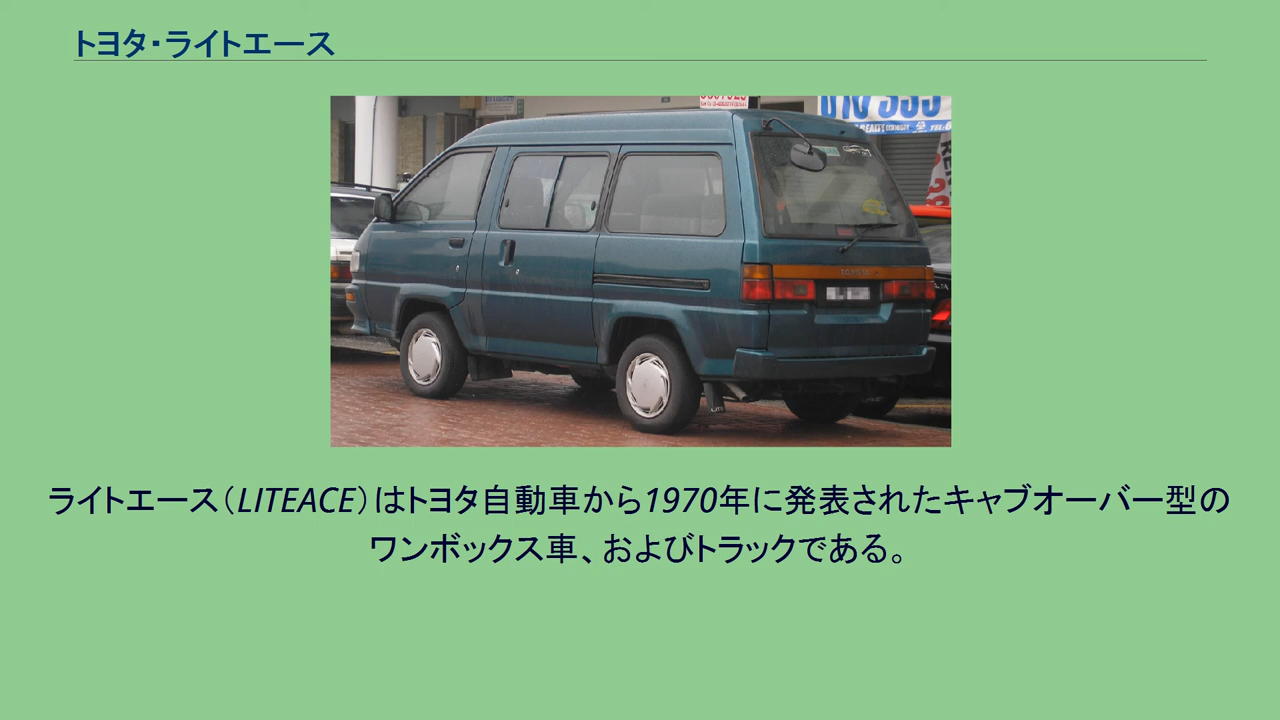 トヨタ・ライトエース
TOYOTA
ライトエース（LITEACE）はトヨタ自動車から1970年に発表されたキャブオーバー型の
ワンボックス車、およびトラックである。